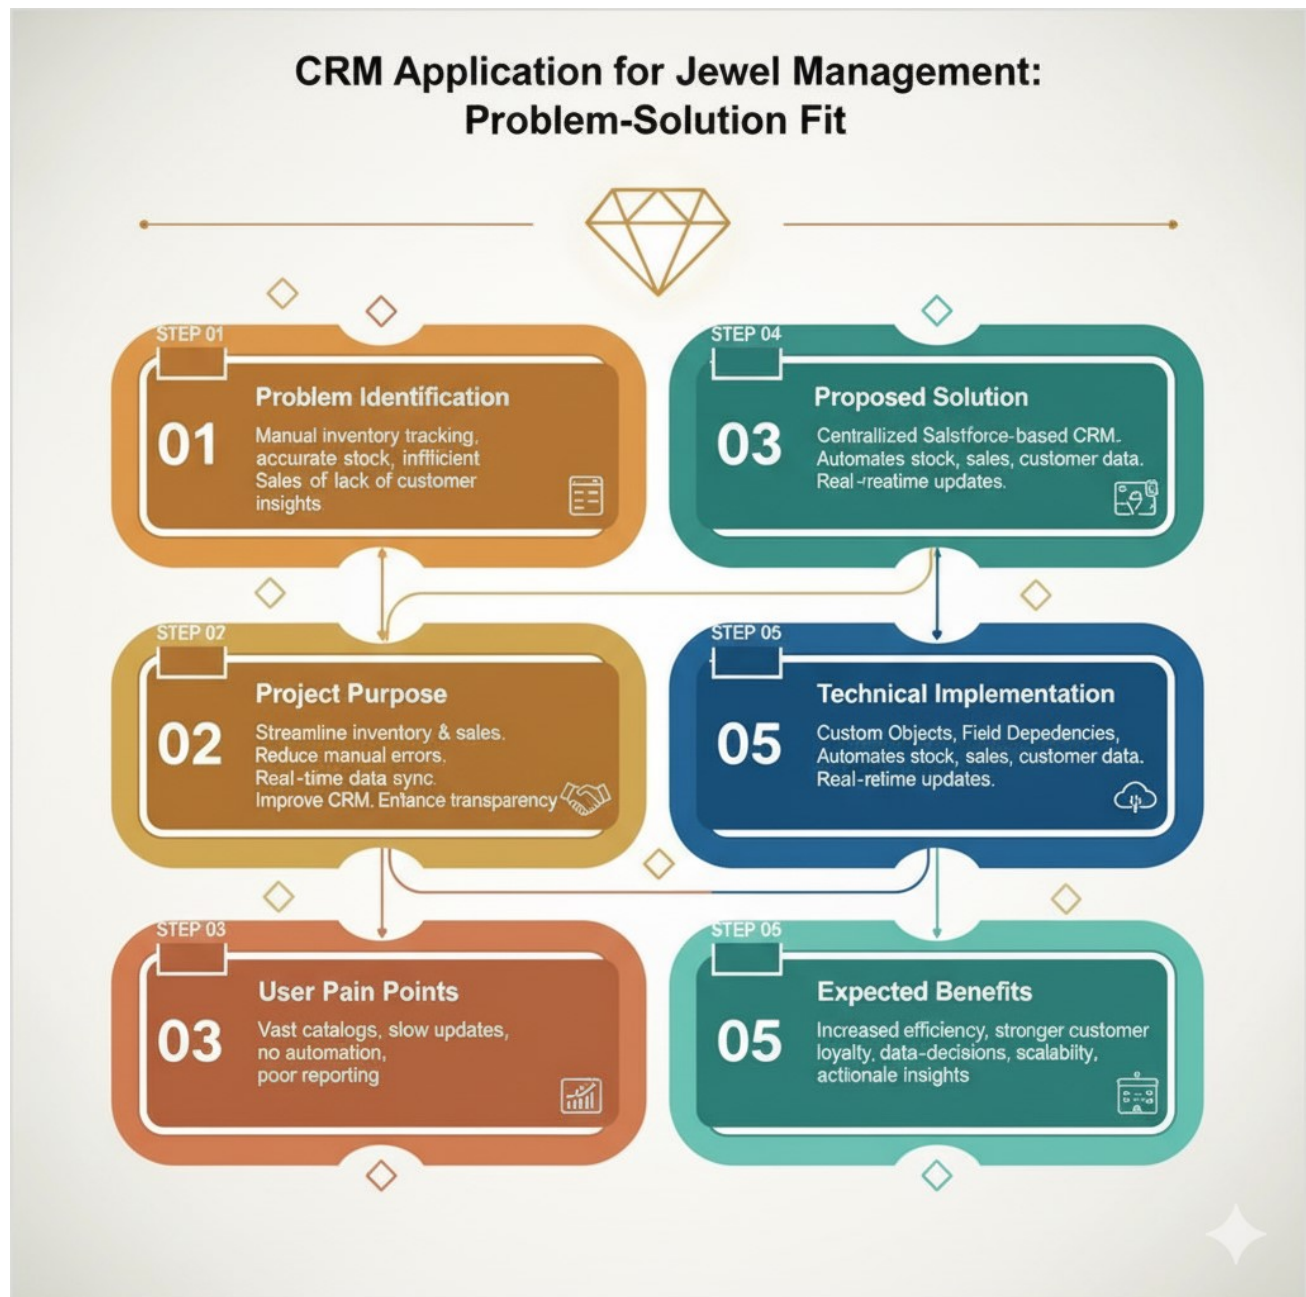 CRM Application for Jewel Management:
Problem-Solution Fit
STEP 01
01
Problem Identification
Manual inventory tracking,
accurate stock, infificient
Sales of lack of customer
insights
STEP 02
02
Project Purpose
Streamline inventory & sales.
Reduce manual errors.
Real-time data sync.
Improve CRM. Entance transparency
STEP 03
03
User Pain Points
Vast catalogs, slow updates,
no automation,
poor reporting
STEP 04
03
Proposed Solution
Centrallized Salstforce-based CRM.
Automates stock, sales, customer data.
Real-reatime updates.
STEP 05
05
Technical Implementation
Custom Objects, Field Depedencies,
Automates stock, sales, customer data.
Real-retime updates.
STEP 05
05
Expected Benefits
Increased efficiency, stronger customer
loyalty, data-decisions, scalabiity,
actionale insights